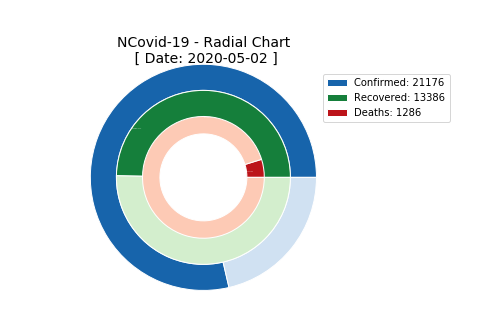 NCovid-19 - Radial Chart
[ Date: 2020-05-02 ]
Confirmed: 21176
Recovered: 13386
Deaths: 1286